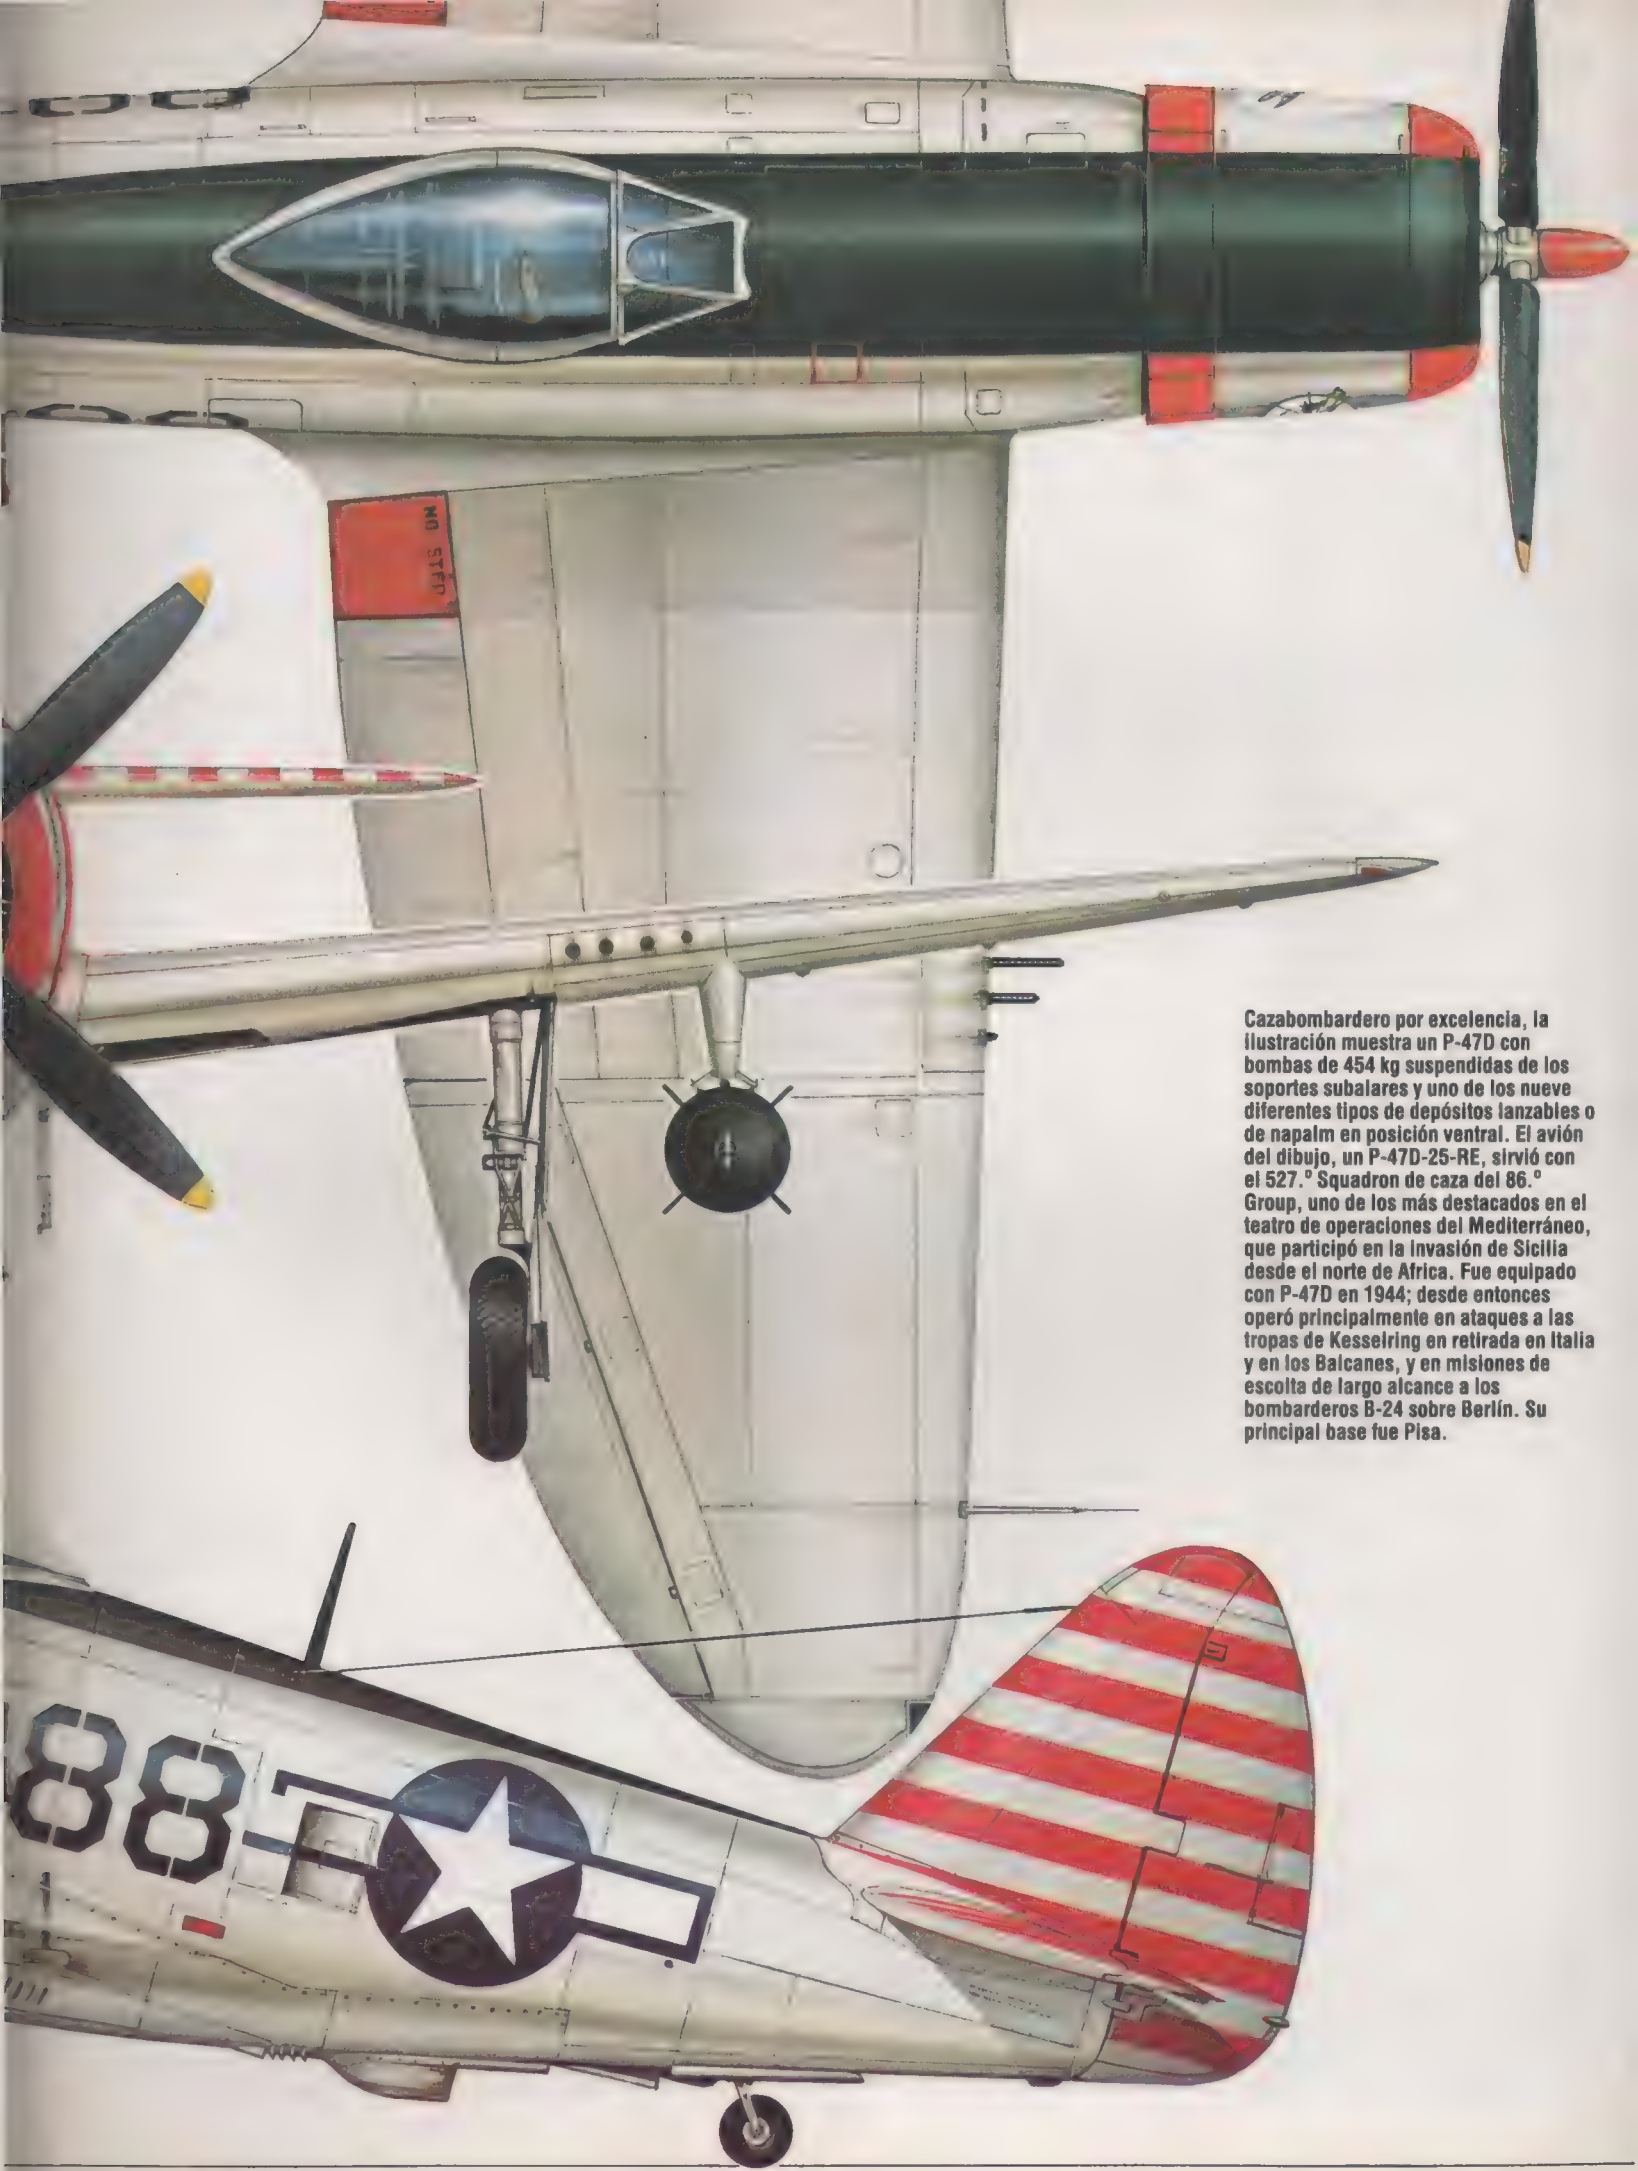 NO STEP
Cazabombardero por excelencia, la
ilustración muestra un P-47D con
bombas de 454 kg suspendidas de los
soportes subalares y uno de los nueve
diferentes tipos de depósitos lanzables o
de napalm en posición ventral. El avión
del dibujo, un P-47D-25-RE, sirvió con
el 527.º Squadron de caza del 86.º
Group, uno de los más destacados en el
teatro de operaciones del Mediterráneo,
que participó en la invasión de Sicilia
desde el norte de Africa. Fue equipado
con P-47D en 1944; desde entonces
operó principalmente en ataques a las
tropas de Kesselring en retirada en Italia
y en los Balcanes, y en misiones de
escolta de largo alcance a los
bombarderos B-24 sobre Berlín. Su
principal base fue Pisa.
88